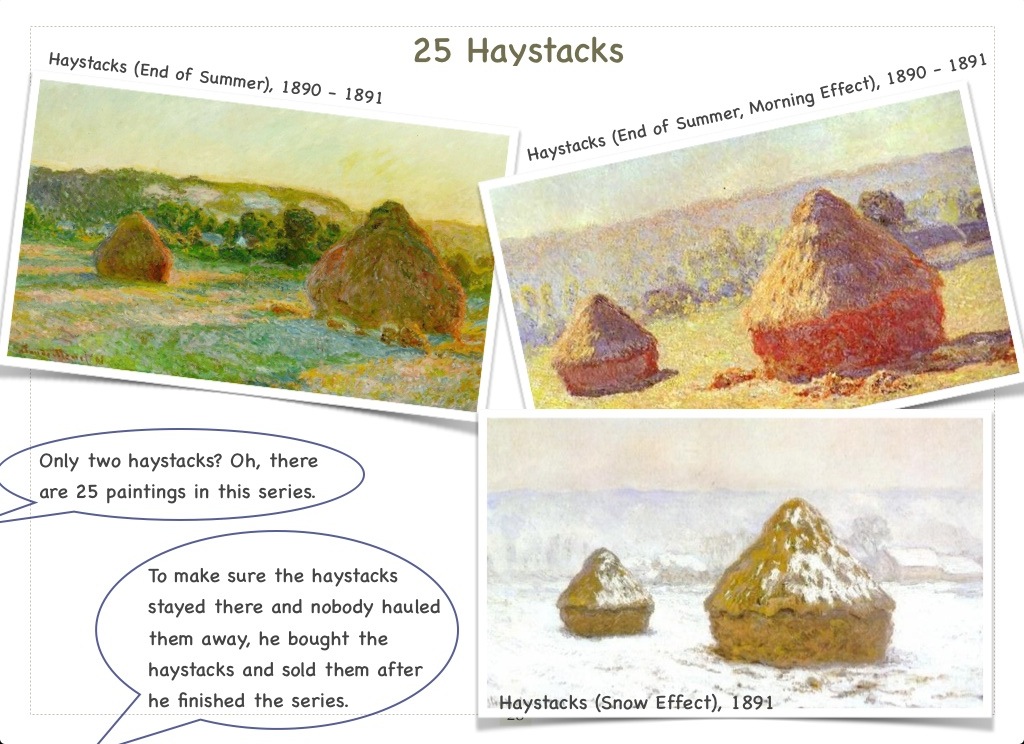 25 Haystacks
Haystacks (End of Summer), 1890 – 1891
Haystacks (End of Summer, Morning Effect), 1890 – 1891
Only two haystacks? Oh, there
are 25 paintings in this series.
To make sure the haystacks
stayed there and nobody hauled
them away, he bought the
haystacks and sold them after
he finished the series.
Haystacks (Snow Effect), 1891